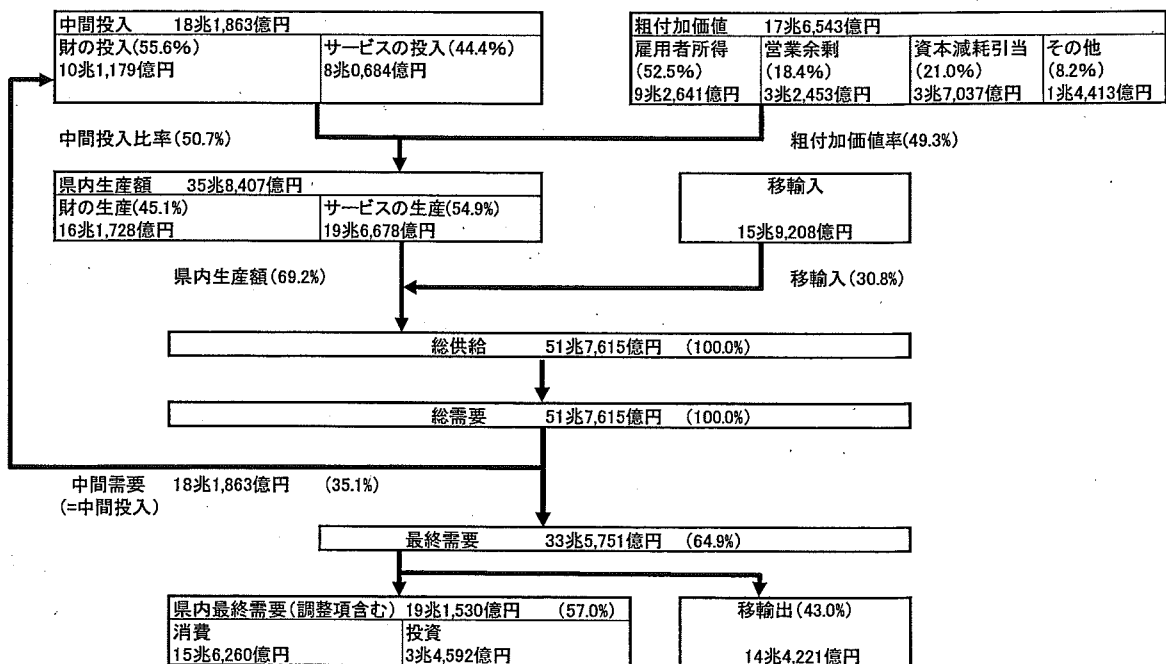 中間投入 18兆1,863億円
財の投入(55.6%)
10兆1,179億円
サービスの投入(44.4%)
8兆0,684億円
粗付加価値 17兆6,543億円
雇用者所得
(52.5%)
9兆2,641億円
営業余剰
(18.4%)
3兆2,453億円
資本減耗引当
(21.0%)
3兆7,037億円
その他
(8.2%)
1兆4,413億円
中間投入比率(50.7%)
粗付加価値率(49.3%)
県内生産額 35兆8,407億円
財の生産(45.1%)
16兆1,728億円
サービスの生産(54.9%)
19兆6,678億円
移輸入
15兆9,208億円
県内生産額(69.2%)
移輸入(30.8%)
総供給 51兆7,615億円 (100.0%)
総需要 51兆7,615億円 (100.0%)
中間需要 18兆1,863億円 (35.1%)
(=中間投入)
最終需要 33兆5,751億円 (64.9%)
県内最終需要(調整項含む) 19兆1,530億円 (57.0%)
消費
15兆6,260億円
投資
3兆4,592億円
移輸出(43.0%)
14兆4,221億円